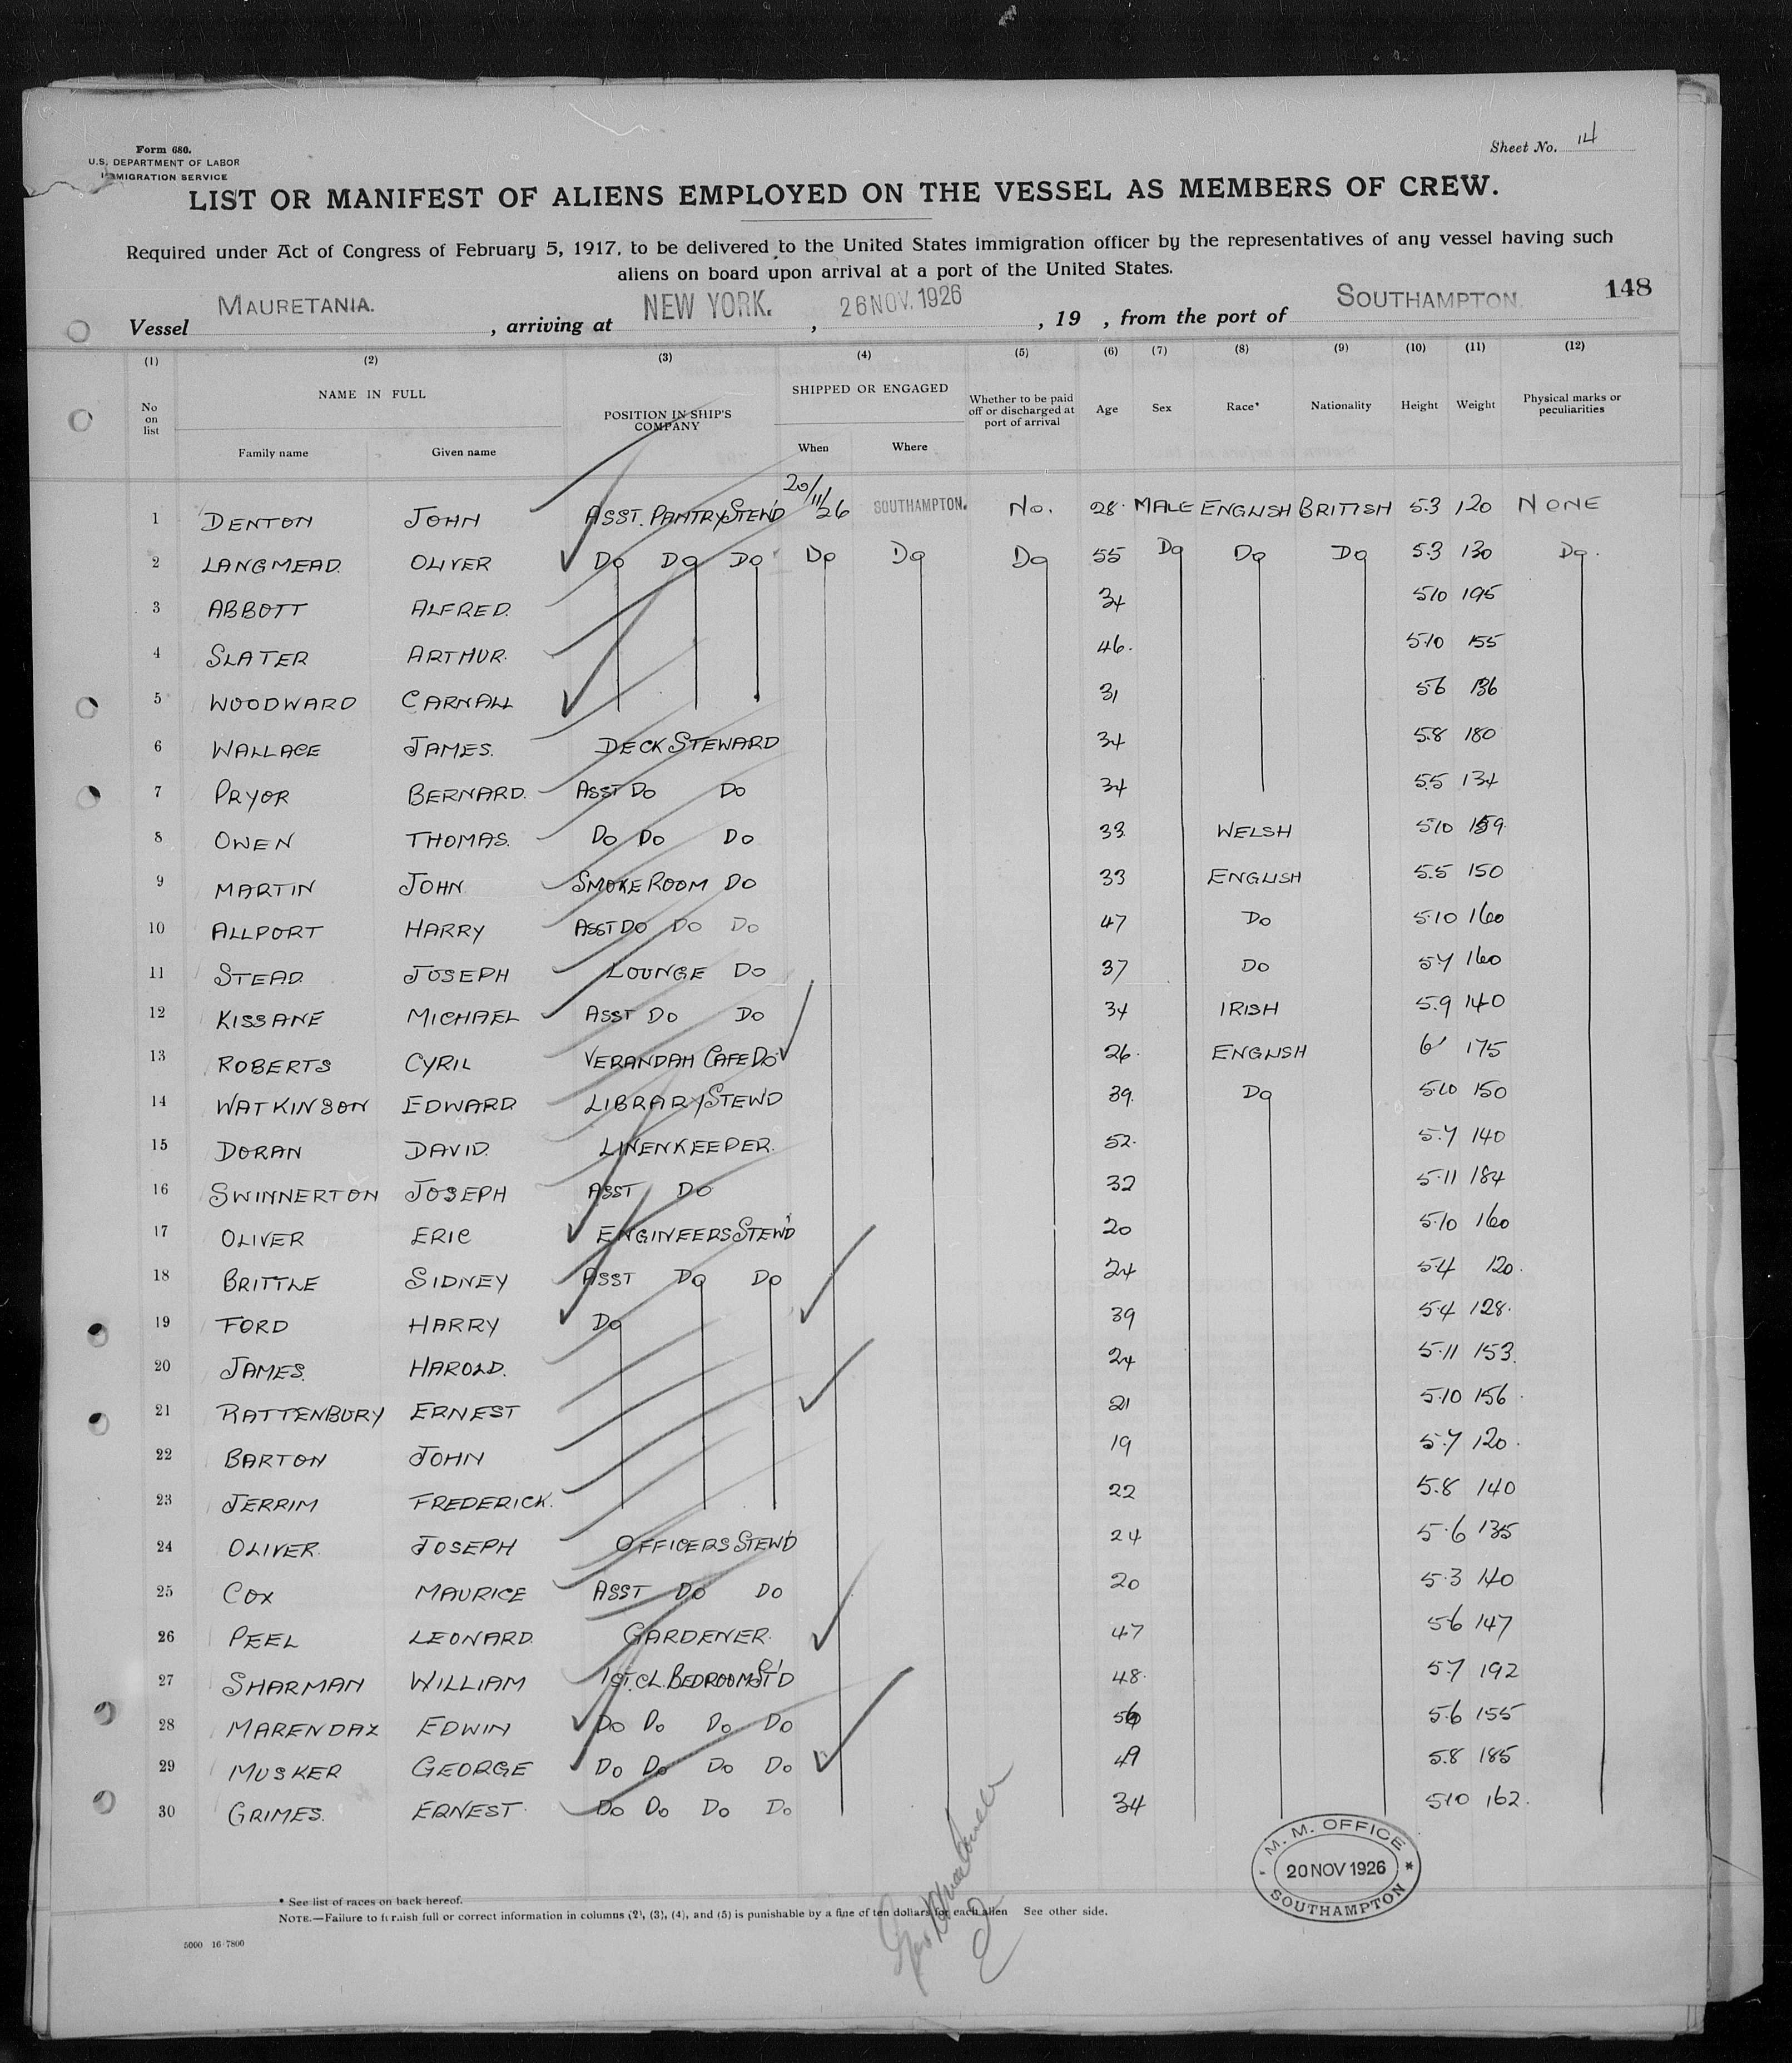 Form 680.
U.S. DEPARTMENT OF LABOR
IMMIGRATION SERVICE
Sheet No. 14
LIST OR MANIFEST OF ALIENS EMPLOYED ON THE VESSEL AS MEMBERS OF CREW.
Required under Act of Congress of February 5, 1917, to be delivered to the United States immigration officer by the representatives of any vessel having such
aliens on board upon arrival at a port of the United States.
148
Vessel MAURETANIA. , arriving at NEW YORK. , 26 NOV. 1926 , 19 , from the port of SOUTHAMPTON.
(1) (2) (3) (4) (5) (6) (7) (8) (9) (10) (11) (12)
No on list NAME IN FULL POSITION IN SHIP'S COMPANY SHIPPED OR ENGAGED Whether to be paid off or discharged at port of arrival Age Sex Race* Nationality Height Weight Physical marks or peculiarities
Family name Given name When Where
1 DENTON JOHN ASST. PANTRY STEWD 20/11/26 SOUTHAMPTON. No. 28. MALE ENGLISH BRITISH 5.3 120 NONE
2 LANGMEAD. OLIVER Do Do Do Do Do Do 55 Do Do Do 5.3 130 Do.
3 ABBOTT ALFRED. 34 510 195
4 SLATER ARTHUR. 46. 5.10 155
5 WOODWARD CARNALL 31 56 136
6 WALLACE JAMES. DECK STEWARD 34 5.8 180
7 PRYOR BERNARD. ASST DO DO 34 5.5 134
8 OWEN THOMAS. DO DO DO 33 WELSH 510 159.
9 MARTIN JOHN SMOKE ROOM DO 33 ENGLISH 5.5 150
10 ALLPORT HARRY ASST DO DO DO 47 DO 5.10 160
11 STEAD. JOSEPH LOUNGE DO 37 DO 5.7 160
12 KISSANE MICHAEL ASST DO DO 34 IRISH 5.9 140
13 ROBERTS CYRIL VERANDAH CAFE DO 26. ENGLISH 6' 175
14 WATKINSON EDWARD LIBRARY STEWD 39. Do 5.10 150
15 DORAN DAVID. LINENKEEPER. 52. 5.7 140
16 SWINNERTON JOSEPH ASST DO 32 5.11 184
17 OLIVER ERIC ENGINEERS STEW'D 20 5.10 160
18 BRITTLE SIDNEY ASST Do Do 24 5.4 120.
19 FORD HARRY Do 39 5.4 128.
20 JAMES. HAROLD. 24 5.11 153.
21 RATTENBURY ERNEST 21 5.10 156.
22 BARTON JOHN 19 5.7 120.
23 JERRIM FREDERICK. 22 5.8 140
24 OLIVER. JOSEPH OFFICERS STEW'D 24 5.6 135
25 COX MAURICE ASST DO DO 20 5.3 140
26 PEEL LEONARD. GARDENER. 47 5.6 147
27 SHARMAN WILLIAM 1ST. CL. BEDROOM ST'D 48. 5.7 192
28 MARENDAZ EDWIN Do Do Do Do 5.6 155
29 MUSKER GEORGE Do Do Do Do 49 5.8 185
30 GRIMES. ERNEST. Do Do Do Do 34 510 162.
M. M. OFFICE
20 NOV 1926
SOUTHAMPTON
* See list of races on back hereof.
NOTE.—Failure to furnish full or correct information in columns (2), (3), (4), and (5) is punishable by a fine of ten dollars for each alien See other side.
5000 16-7800